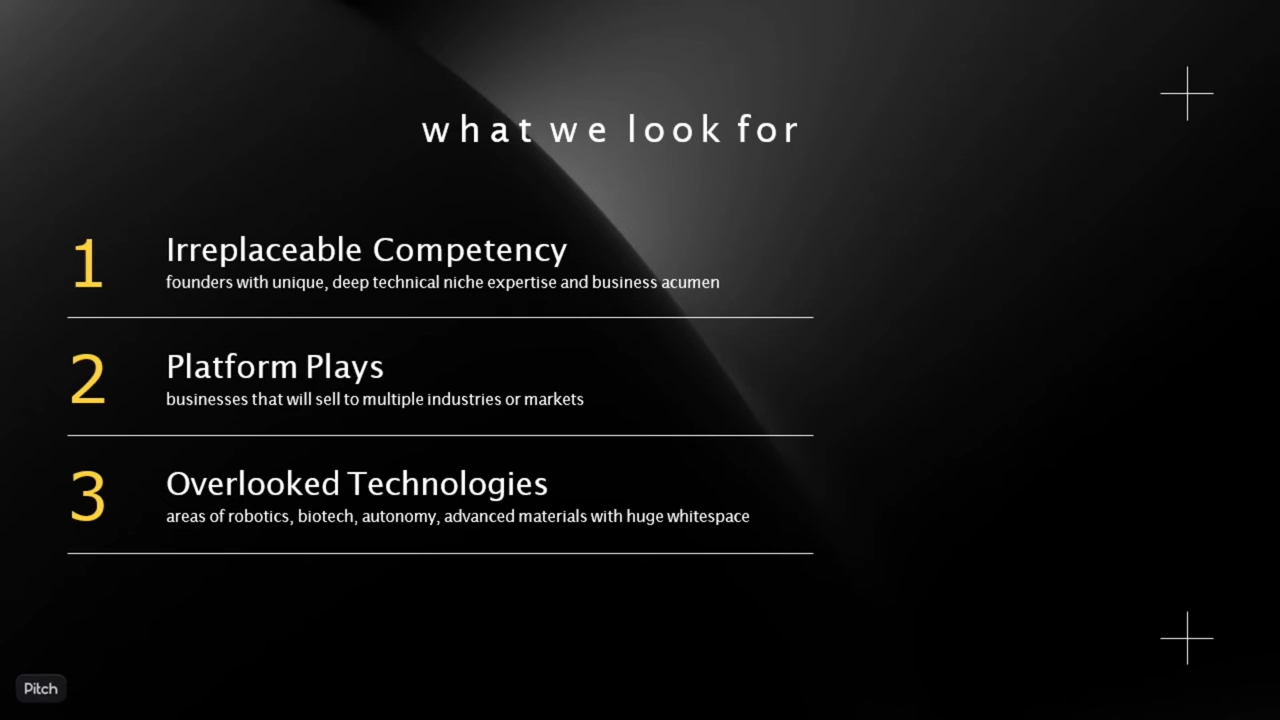 what we look for
1
Irreplaceable Competency
founders with unique, deep technical niche expertise and business acumen
2
Platform Plays
businesses that will sell to multiple industries or markets
3
Overlooked Technologies
areas of robotics, biotech, autonomy, advanced materials with huge whitespace
Pitch